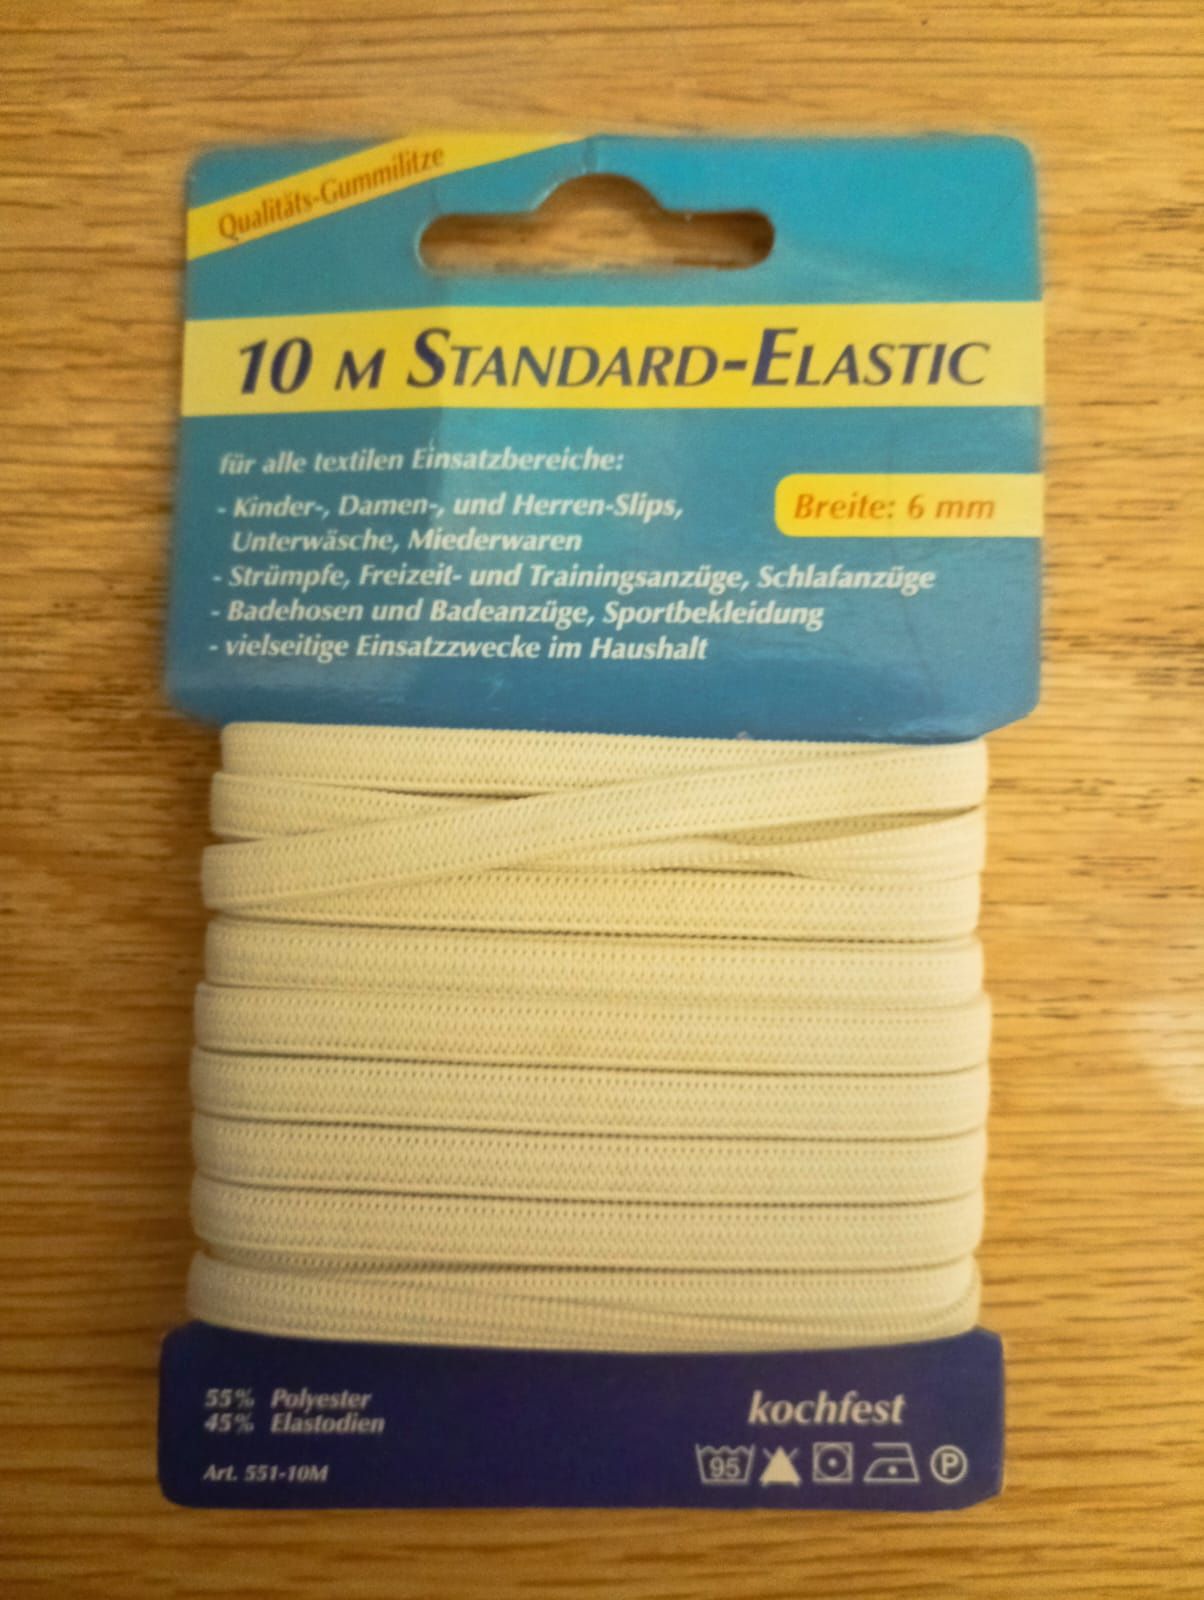 Qualitäts-Gummilitze
10 M STANDARD-ELASTIC
für alle textilen Einsatzbereiche:
- Kinder-, Damen-, und Herren-Slips,
Unterwäsche, Miederwaren
Breite: 6 mm
- Strümpfe, Freizeit- und Trainingsanzüge, Schlafanzüge
- Badehosen und Badeanzüge, Sportbekleidung
- vielseitige Einsatzzwecke im Haushalt
55% Polyester
45% Elastodien
Art. 551-10M
kochfest
95
P